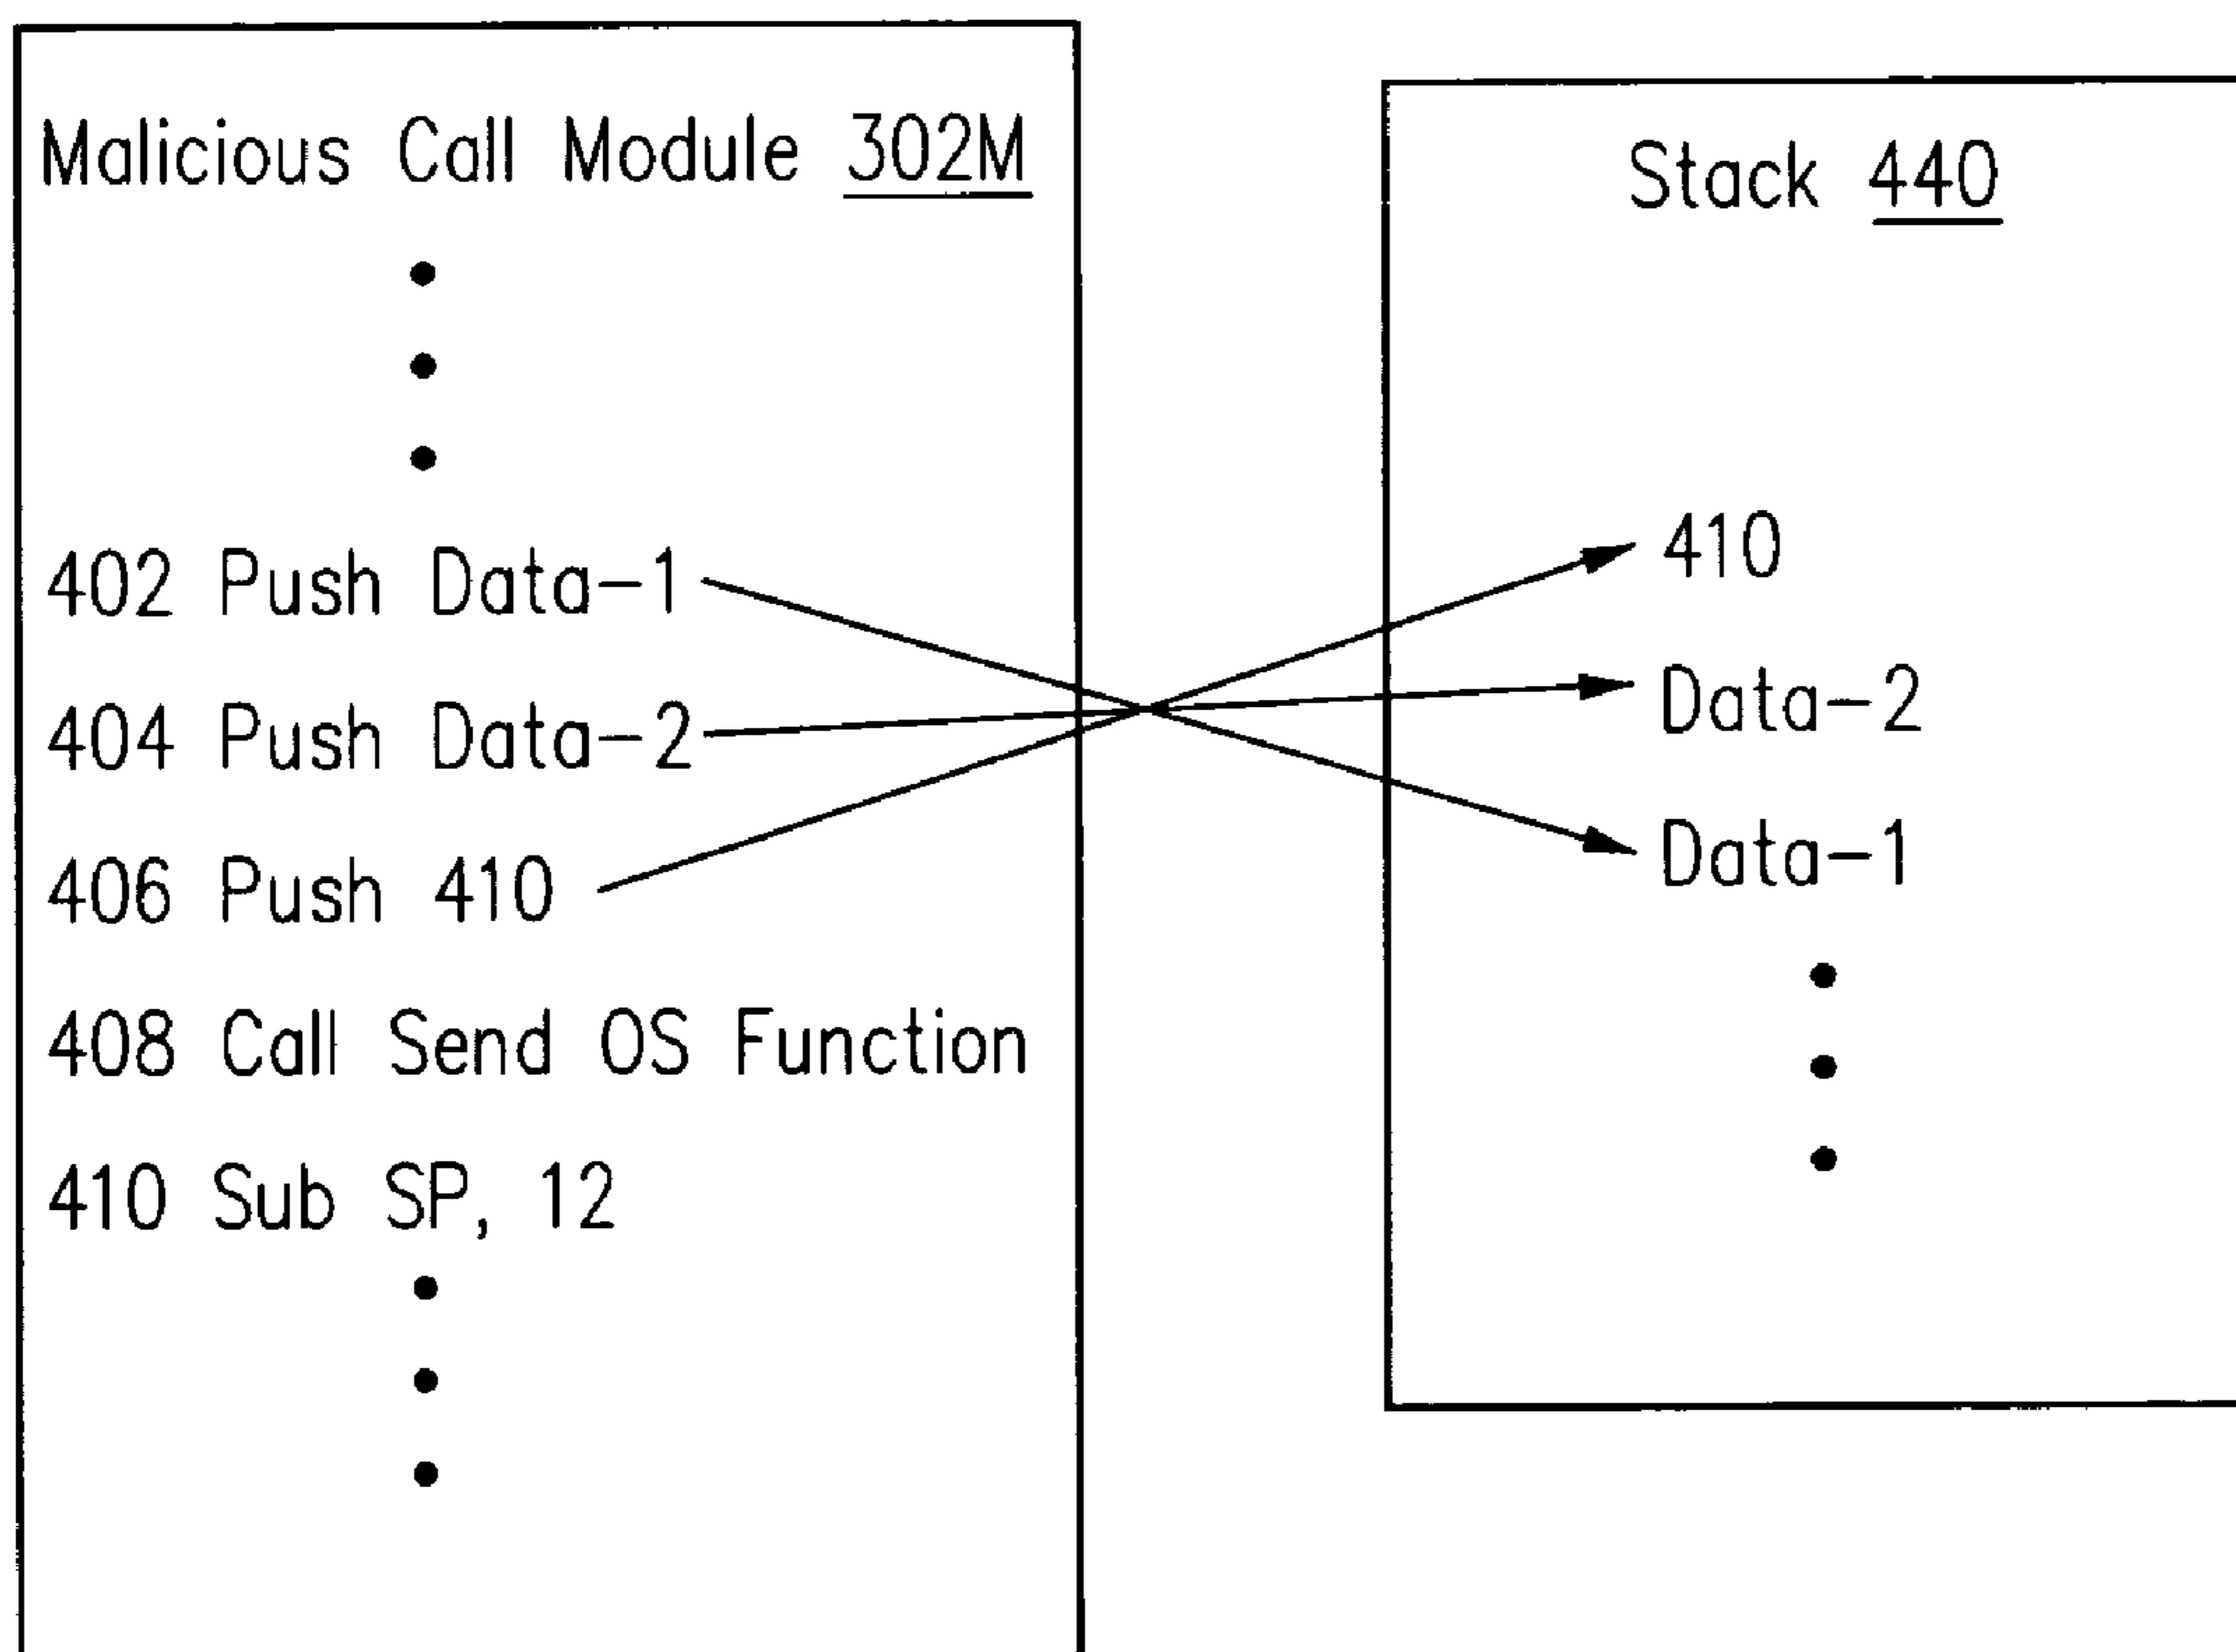 Malicious Call Module 302M
402 Push Data-1
404 Push Data-2
406 Push 410
408 Call Send OS Function
410 Sub SP, 12
Stack 440
410
Data-2
Data-1